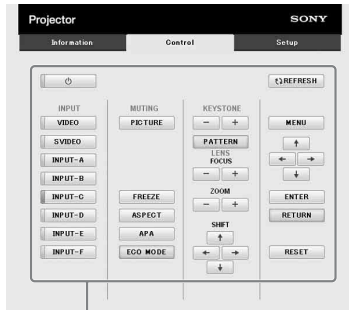 Projector SONY
Information Control Setup
REFRESH
INPUT MUTING KEYSTONE
VIDEO PICTURE - + MENU
SVIDEO PATTERN
LENS
INPUT-A FOCUS
- +
INPUT-B
ZOOM
INPUT-C FREEZE - + ENTER
INPUT-D ASPECT RETURN
SHIFT
INPUT-E APA
INPUT-F ECO MODE RESET